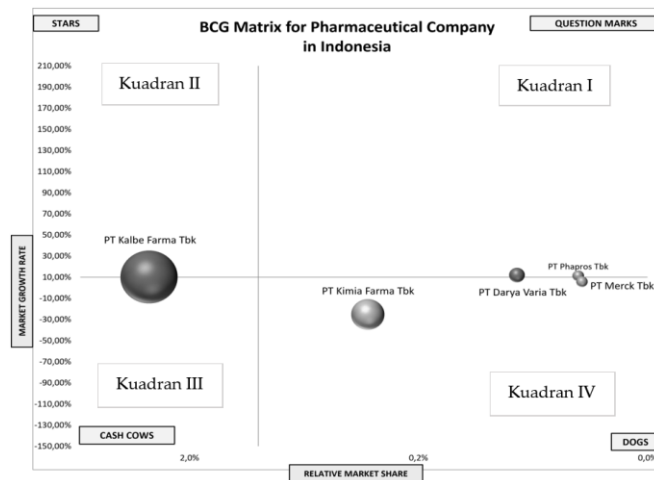 STARS
BCG Matrix for Pharmaceutical Company
in Indonesia
QUESTION MARKS
Kuadran II
Kuadran I
210,00%
190,00%
170,00%
150,00%
130,00%
110,00%
90,00%
70,00%
50,00%
30,00%
10,00%
-10,00%
-30,00%
-50,00%
-70,00%
-90,00%
-110,00%
-130,00%
-150,00%
MARKET GROWTH RATE
PT Kalbe Farma Tbk
PT Kimia Farma Tbk
PT Darya Varia Tbk
PT Phapros Tbk
PT Merck Tbk
Kuadran III
Kuadran IV
CASH COWS
DOGS
2,0%
0,2%
0,0%
RELATIVE MARKET SHARE